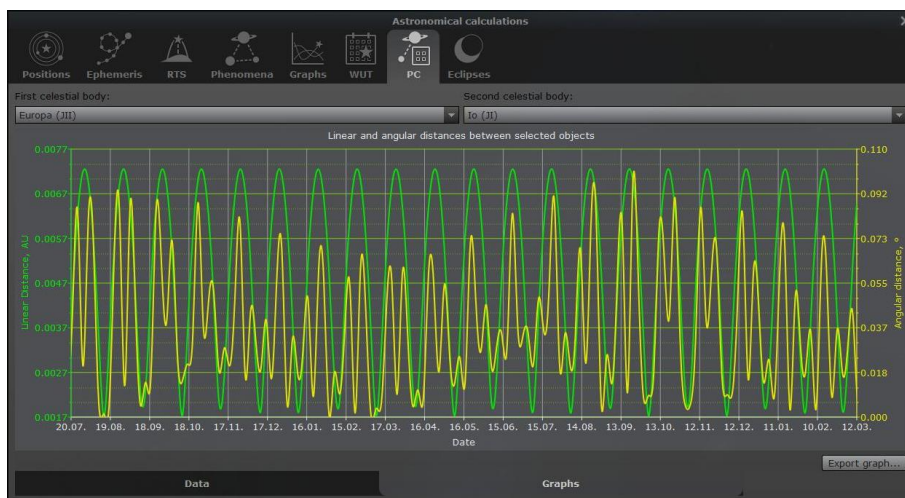 Astronomical calculations
Positions Ephemeris RTS Phenomena Graphs WUT PC Eclipses
First celestial body: Second celestial body:
Europa (JII) Io (JI)
Linear and angular distances between selected objects
0.0077 0.110
0.0067 0.092
0.0057 0.073
0.0047 0.055
0.0037 0.037
0.0027 0.018
0.0017 0.000
Linear Distance, AU
Angular distance, °
20.07. 19.08. 18.09. 18.10. 17.11. 17.12. 16.01. 15.02. 17.03. 16.04. 16.05. 15.06. 15.07. 14.08. 13.09. 13.10. 12.11. 12.12. 11.01. 10.02. 12.03.
Date
Export graph...
Data Graphs